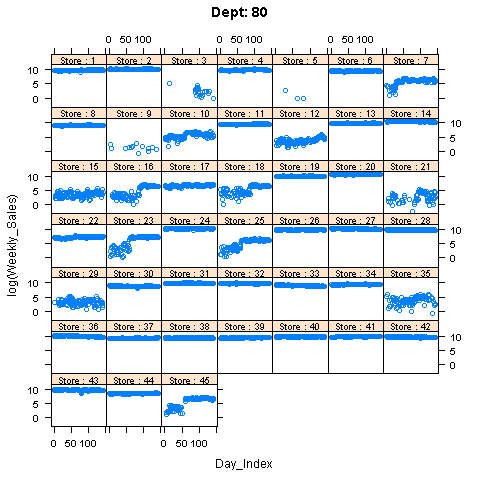 Dept: 80
0 50 100 0 50 100 0 50 100
Store : 1 Store : 2 Store : 3 Store : 4 Store : 5 Store : 6 Store : 7
10
5
0
Store : 8 Store : 9 Store : 10 Store : 11 Store : 12 Store : 13 Store : 14
10
5
0
Store : 15 Store : 16 Store : 17 Store : 18 Store : 19 Store : 20 Store : 21
10
5
0
Store : 22 Store : 23 Store : 24 Store : 25 Store : 26 Store : 27 Store : 28
10
5
0
Store : 29 Store : 30 Store : 31 Store : 32 Store : 33 Store : 34 Store : 35
10
5
0
Store : 36 Store : 37 Store : 38 Store : 39 Store : 40 Store : 41 Store : 42
10
5
0
Store : 43 Store : 44 Store : 45
10
5
0
0 50 100 0 50 100
log(Weekly_Sales)
Day_Index